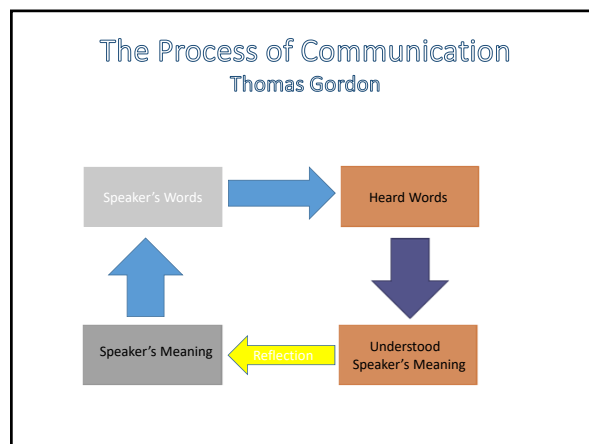 The Process of Communication
Thomas Gordon
Speaker's Words
Heard Words
Speaker's Meaning
Reflection
Understood
Speaker's Meaning